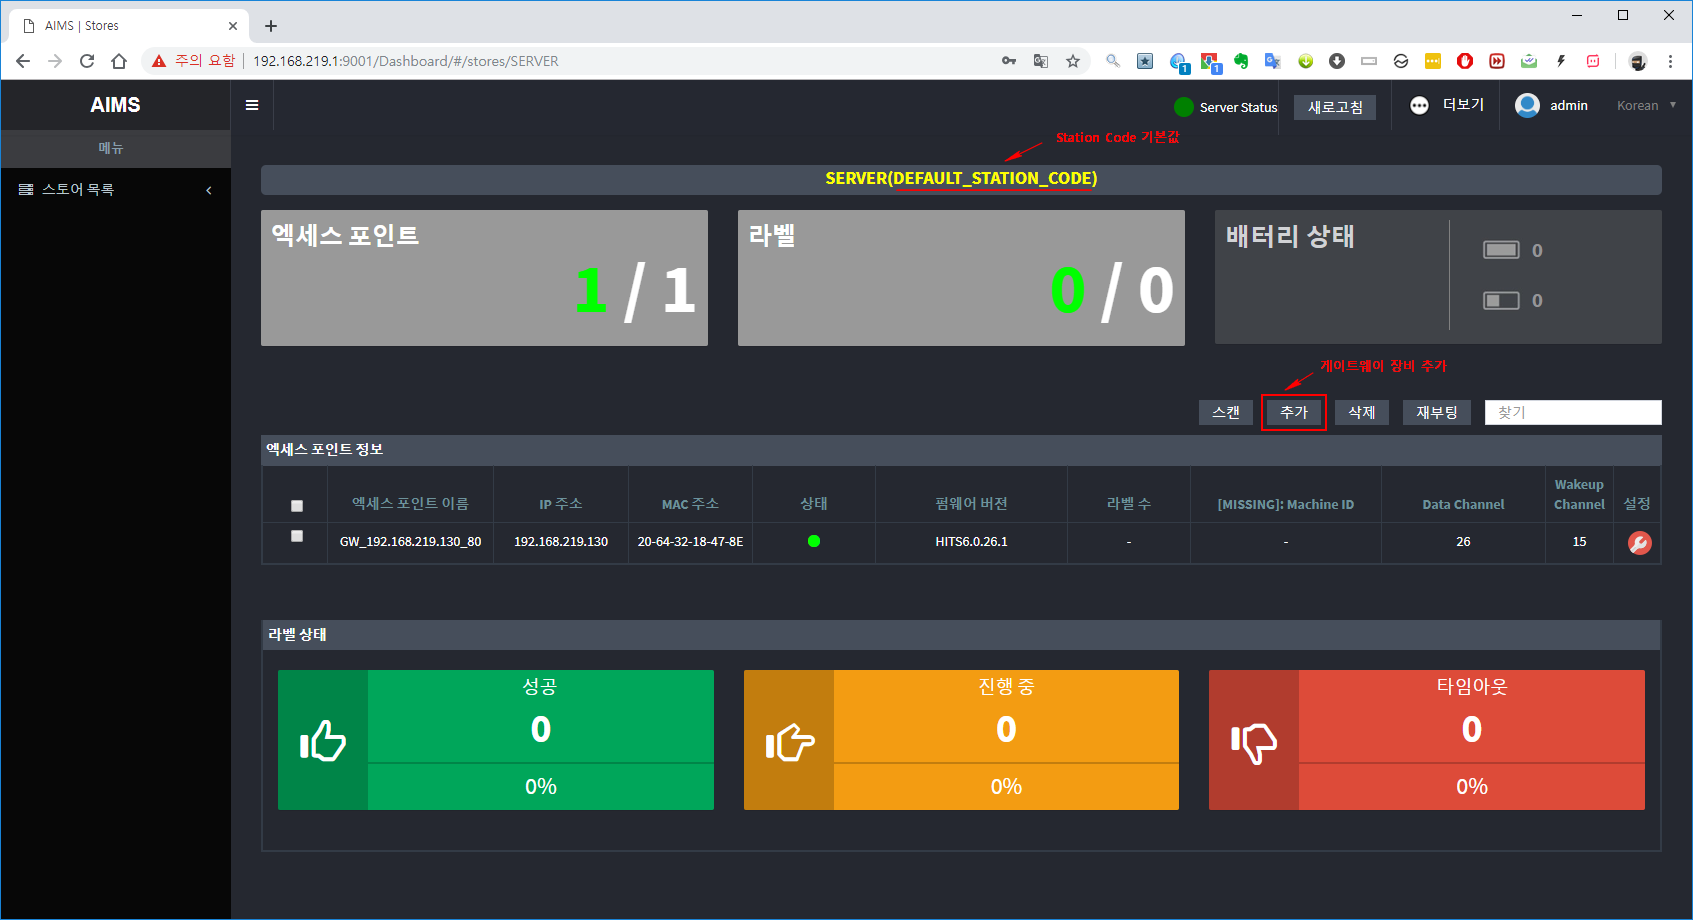 AIMS | Stores
주의 요함 192.168.219.1:9001/Dashboard/#/stores/SERVER
1
1
AIMS
Server Status
새로고침
더보기
admin
Korean
메뉴
스토어 목록
Station Code 기본값
SERVER(DEFAULT_STATION_CODE)
엑세스 포인트
1 / 1
라벨
0 / 0
배터리 상태
0
0
게이트웨이 장비 추가
스캔 추가 삭제 재부팅 찾기
엑세스 포인트 정보
엑세스 포인트 이름 IP 주소 MAC 주소 상태 펌웨어 버젼 라벨 수 [MISSING]: Machine ID Data Channel Wakeup Channel 설정
GW_192.168.219.130_80 192.168.219.130 20-64-32-18-47-8E HITS6.0.26.1 - - 26 15
라벨 상태
성공
0
0%
진행 중
0
0%
타임아웃
0
0%